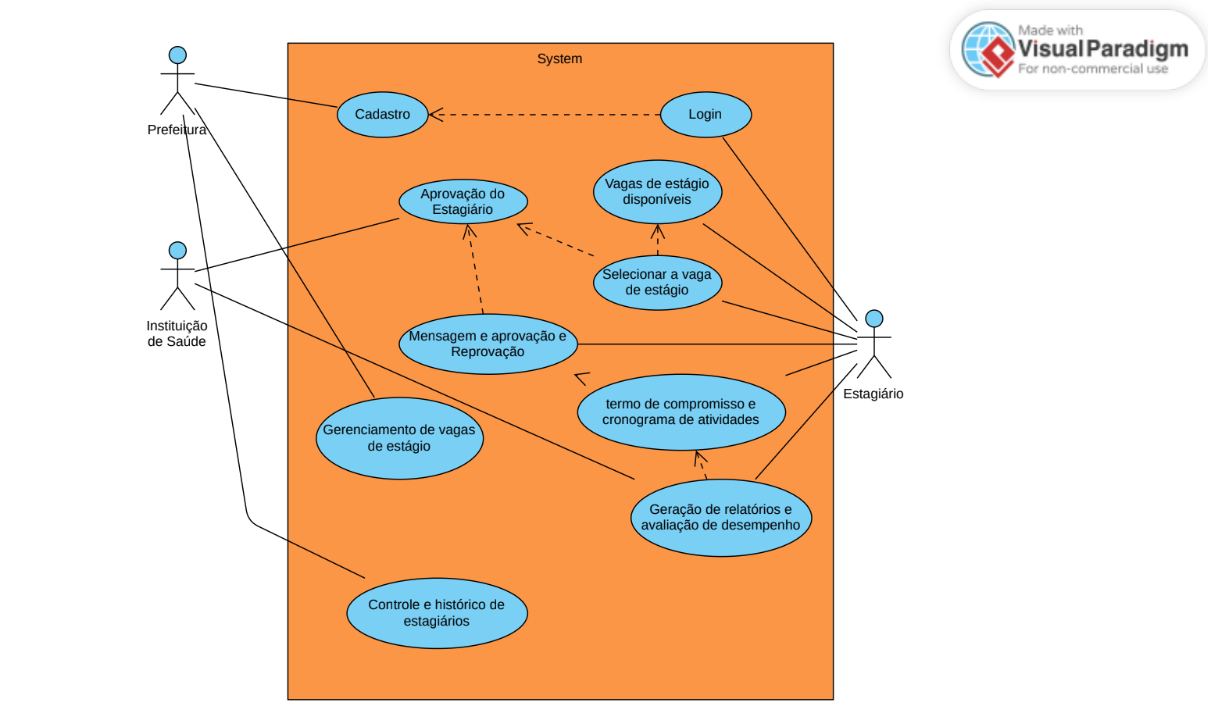 Made with
Visual Paradigm
For non-commercial use
System
Prefeitura
Cadastro
Login
Vagas de estágio
disponíveis
Aprovação do
Estagiário
Selecionar a vaga
de estágio
Instituição
de Saúde
Mensagem e aprovação e
Reprovação
Estagiário
termo de compromisso e
cronograma de atividades
Gerenciamento de vagas
de estágio
Geração de relatórios e
avaliação de desempenho
Controle e histórico de
estagiários